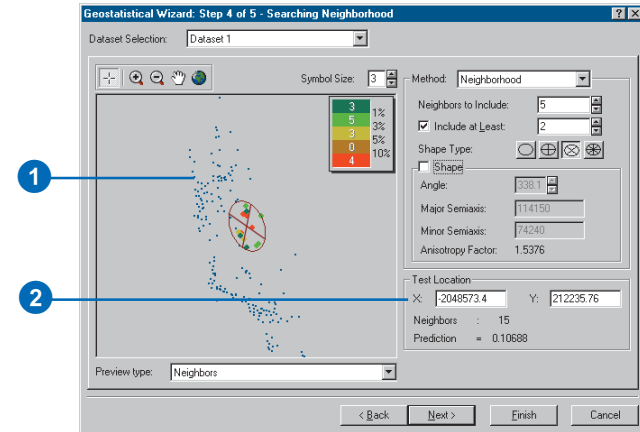 Geostatistical Wizard: Step 4 of 5 - Searching Neighborhood
Dataset Selection: Dataset 1
Symbol Size: 3
3
5
3
0
4
1%
3%
5%
10%
Method: Neighborhood
Neighbors to Include: 5
Include at Least: 2
Shape Type:
Shape
Angle: 338.1
Major Semiaxis: 114150
Minor Semiaxis: 74240
Anisotropy Factor: 1.5376
Test Location
X: -2048573.4 Y: 212235.76
Neighbors : 15
Prediction = 0.10688
Preview type: Neighbors
< Back Next > Finish Cancel
1
2